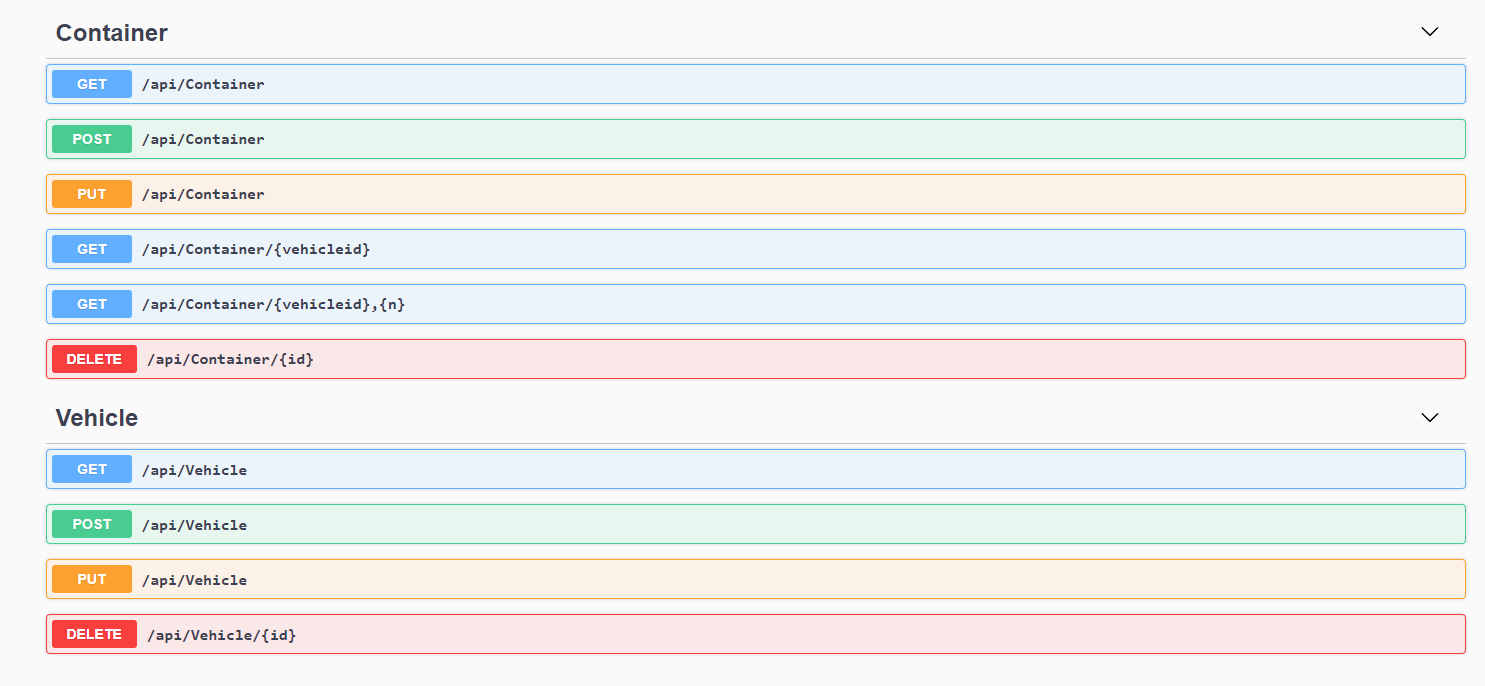 Container
GET /api/Container
POST /api/Container
PUT /api/Container
GET /api/Container/{vehicleid}
GET /api/Container/{vehicleid},{n}
DELETE /api/Container/{id}
Vehicle
GET /api/Vehicle
POST /api/Vehicle
PUT /api/Vehicle
DELETE /api/Vehicle/{id}